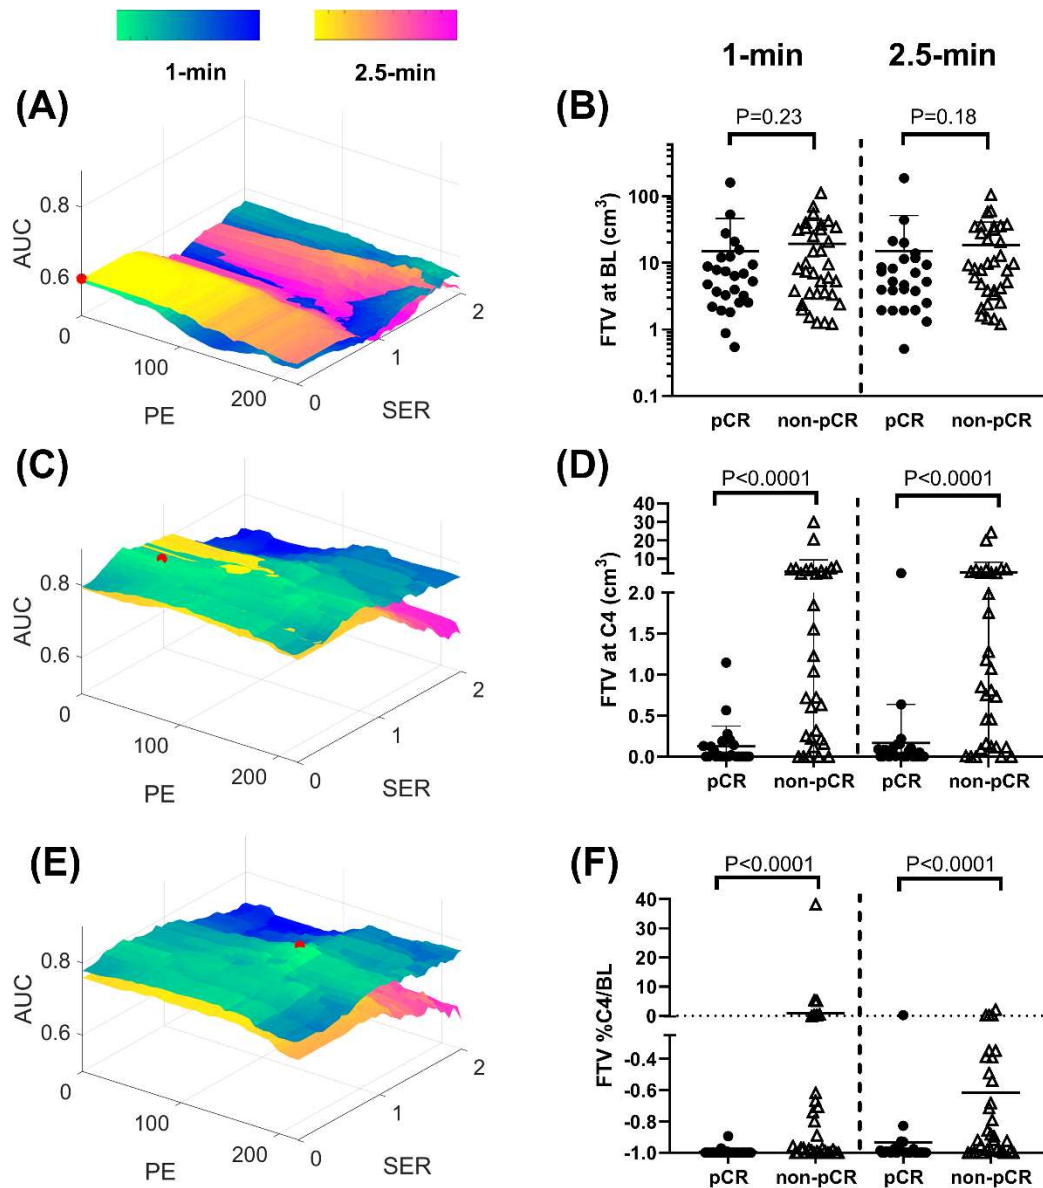 1-min 2.5-min
1-min 2.5-min
(A)
AUC
0.8
0.6
0
100
200
PE
0
1
2
SER
(B)
P=0.23
P=0.18
FTV at BL (cm³)
100
10
1
0.1
pCR non-pCR pCR non-pCR
(C)
AUC
0.8
0.6
0
100
200
PE
0
1
2
SER
(D)
P<0.0001
P<0.0001
FTV at C4 (cm³)
40
30
20
10
2.0
1.5
1.0
0.5
0.0
pCR non-pCR pCR non-pCR
(E)
AUC
0.8
0.6
0
100
200
PE
0
1
2
SER
(F)
P<0.0001
P<0.0001
FTV %C4/BL
40
30
20
10
0
-0.4
-0.6
-0.8
-1.0
pCR non-pCR pCR non-pCR